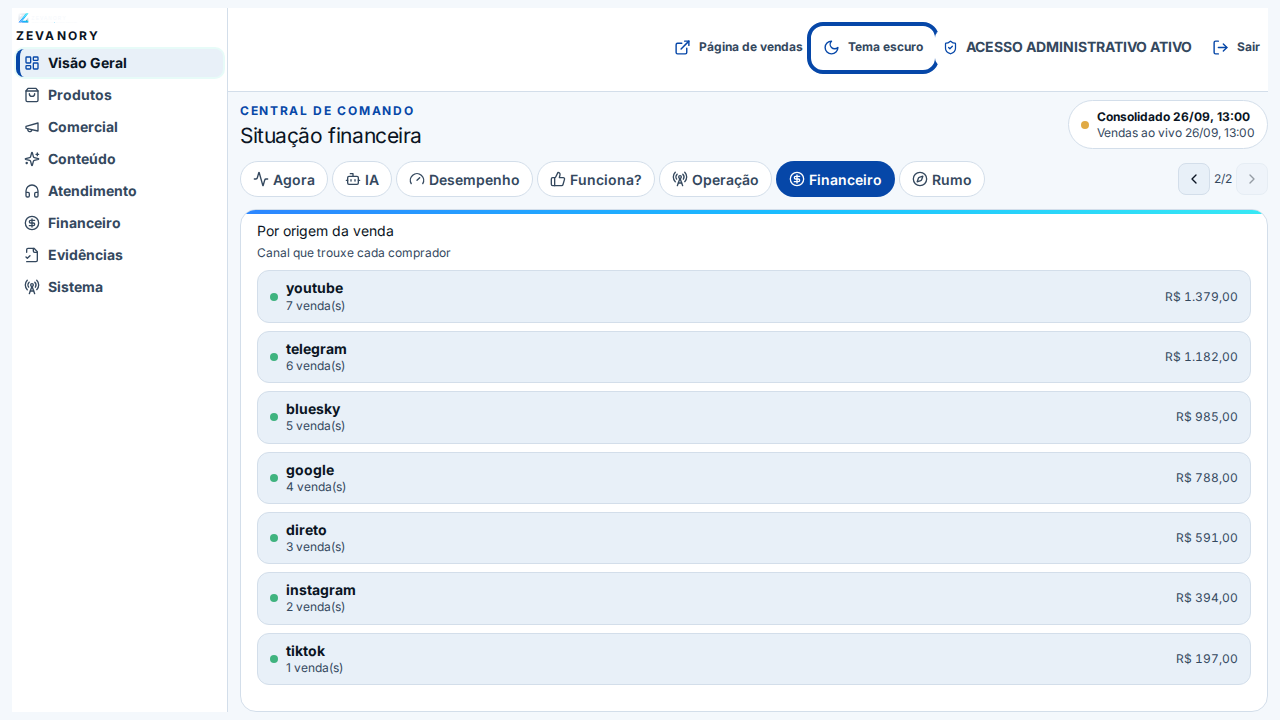 ZEVANORY
Visão Geral
Produtos
Comercial
Conteúdo
Atendimento
Financeiro
Evidências
Sistema
Página de vendas
Tema escuro
ACESSO ADMINISTRATIVO ATIVO
Sair
CENTRAL DE COMANDO
Situação financeira
Consolidado 26/09, 13:00
Vendas ao vivo 26/09, 13:00
Agora
IA
Desempenho
Funciona?
Operação
Financeiro
Rumo
2/2
Por origem da venda
Canal que trouxe cada comprador
youtube
7 venda(s)
R$ 1.379,00
telegram
6 venda(s)
R$ 1.182,00
bluesky
5 venda(s)
R$ 985,00
google
4 venda(s)
R$ 788,00
direto
3 venda(s)
R$ 591,00
instagram
2 venda(s)
R$ 394,00
tiktok
1 venda(s)
R$ 197,00